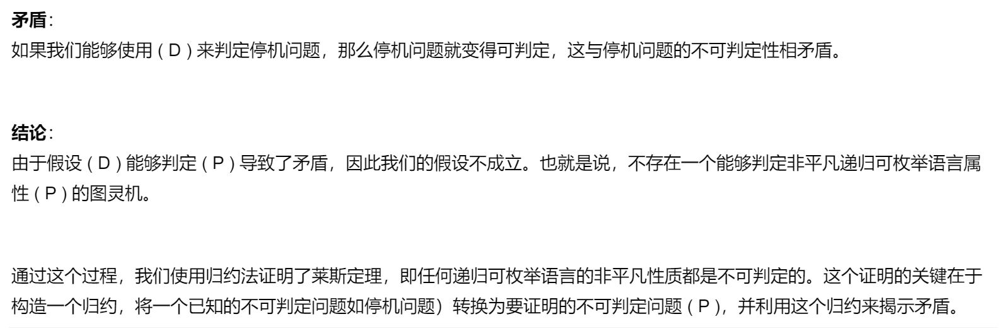 矛盾：
如果我们能够使用 ( D ) 来判定停机问题，那么停机问题就变得可判定，这与停机问题的不可判定性相矛盾。
结论：
由于假设 ( D ) 能够判定 ( P ) 导致了矛盾，因此我们的假设不成立。也就是说，不存在一个能够判定非平凡递归可枚举语言属
性 ( P ) 的图灵机。
通过这个过程，我们使用归约法证明了莱斯定理，即任何递归可枚举语言的非平凡性质都是不可判定的。这个证明的关键在于
构造一个归约，将一个已知的不可判定问题如停机问题）转换为要证明的不可判定问题 ( P )，并利用这个归约来揭示矛盾。